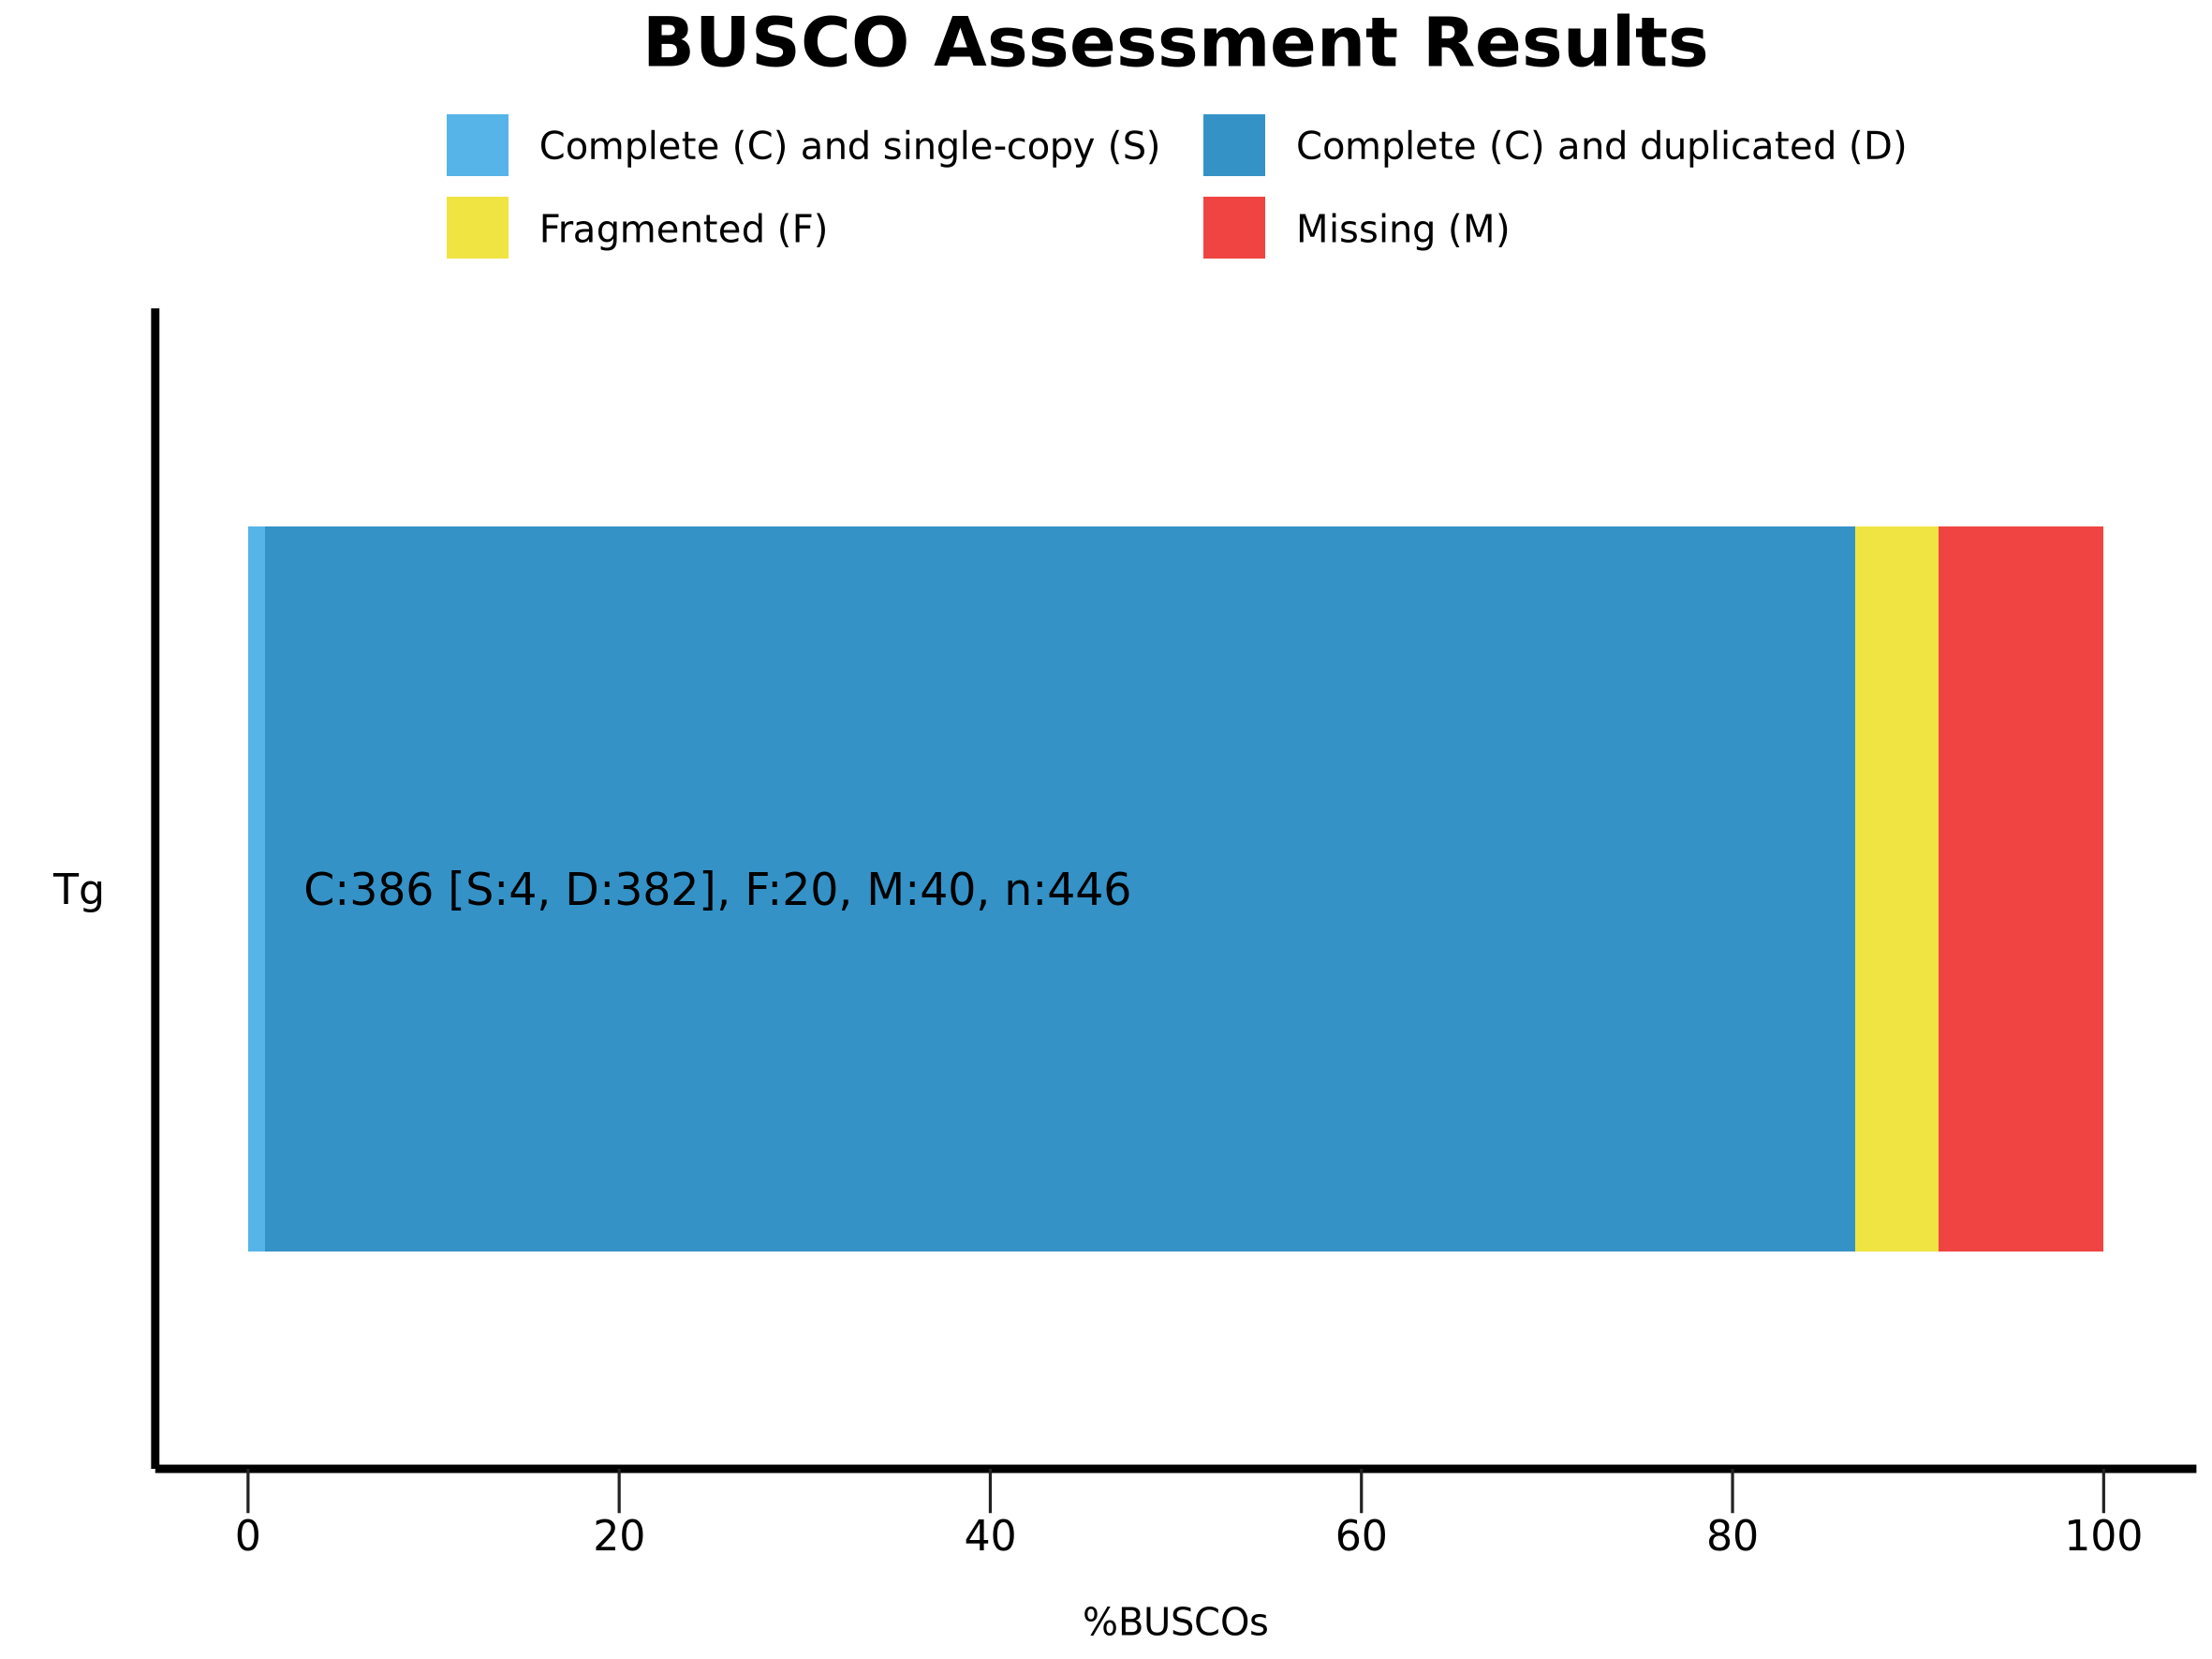 BUSCO Assessment Results
Complete (C) and single-copy (S)
Complete (C) and duplicated (D)
Fragmented (F)
Missing (M)
Tg
C:386 [S:4, D:382], F:20, M:40, n:446
0 20 40 60 80 100
%BUSCOs